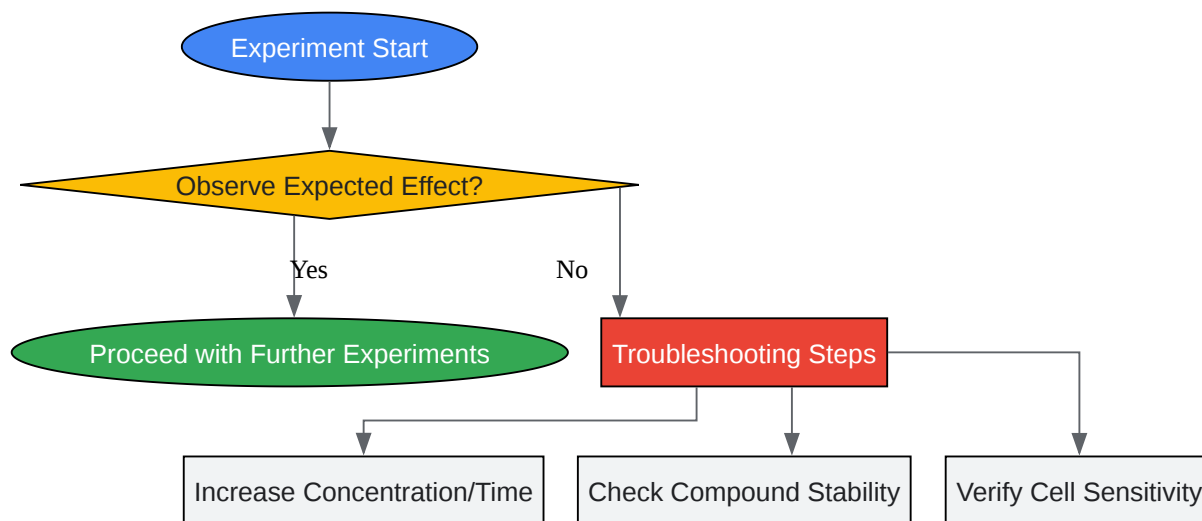 Experiment Start
Observe Expected Effect?
Yes
No
Proceed with Further Experiments
Troubleshooting Steps
Increase Concentration/Time
Check Compound Stability
Verify Cell Sensitivity